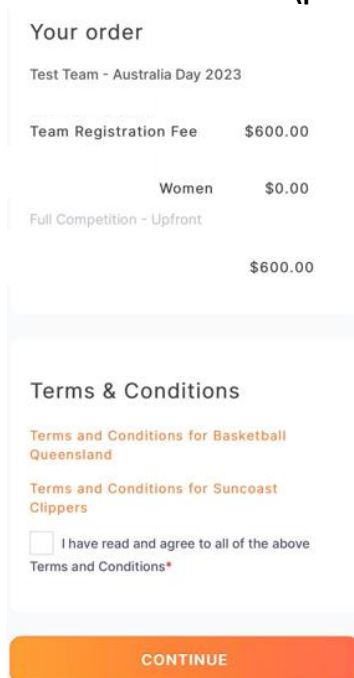 Your order
Test Team - Australia Day 2023
Team Registration Fee $600.00
Women $0.00
Full Competition - Upfront
$600.00
Terms & Conditions
Terms and Conditions for Basketball
Queensland
Terms and Conditions for Suncoast
Clippers
I have read and agree to all of the above
Terms and Conditions*
CONTINUE